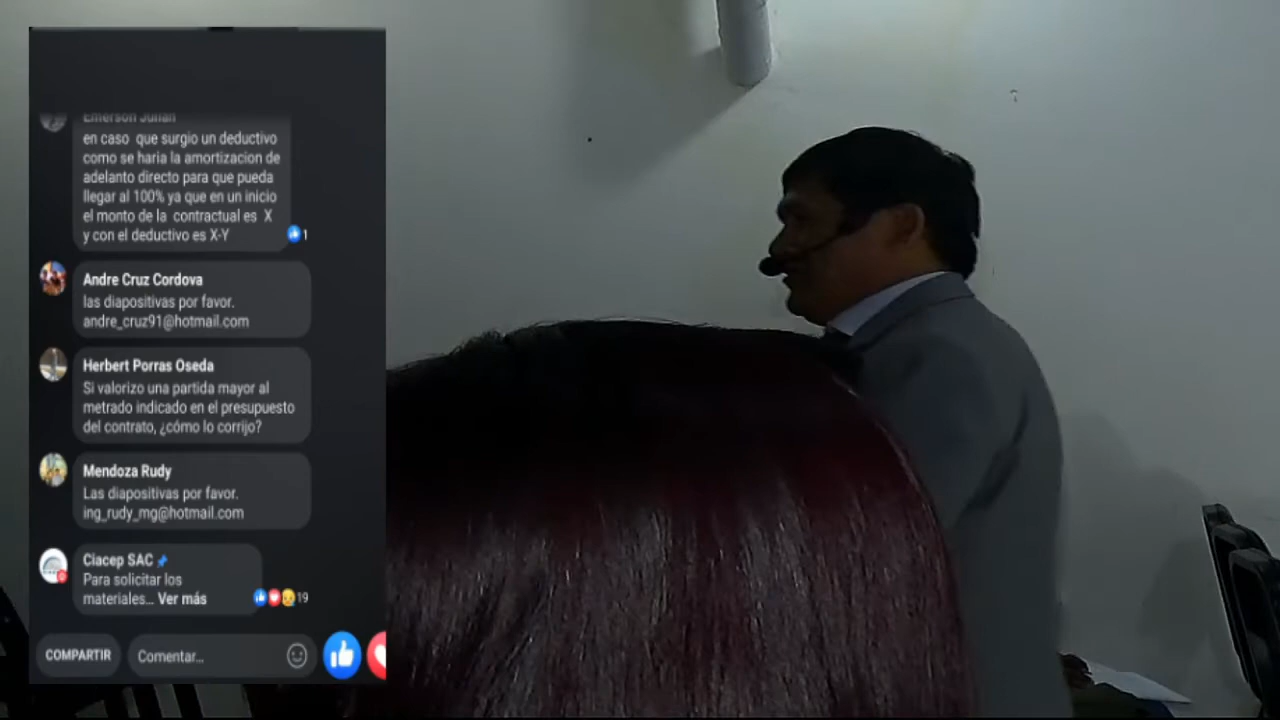 Emerson Julian
en caso que surgio un deductivo
como se haria la amortizacion de
adelanto directo para que pueda
llegar al 100% ya que en un inicio
el monto de la contractual es X
y con el deductivo es X-Y
1
Andre Cruz Cordova
las diapositivas por favor.
andre_cruz91@hotmail.com
Herbert Porras Oseda
Si valorizo una partida mayor al
metrado indicado en el presupuesto
del contrato, ¿cómo lo corrijo?
Mendoza Rudy
Las diapositivas por favor.
ing_rudy_mg@hotmail.com
Ciacep SAC
Para solicitar los
materiales... Ver más
19
COMPARTIR
Comentar...